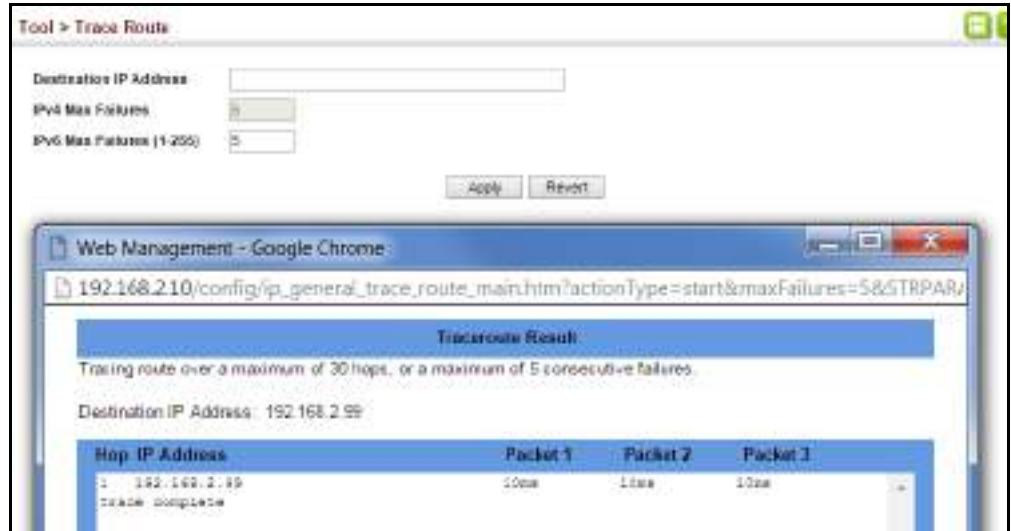 Tool > Trace Route
Destination IP Address
IPv4 Max Failures 5
IPv6 Max Failures (1-255) 5
Apply Revert
Web Management - Google Chrome
192.168.2.10/config/ip_general_trace_route_main.htm?actionType=start&maxFailures=5&STRPARA
Traceroute Result
Tracing route over a maximum of 30 hops, or a maximum of 5 consecutive failures.
Destination IP Address: 192.168.2.99
Hop IP Address Packet 1 Packet 2 Packet 3
1 192.168.2.99 10ms 10ms
Trace complete